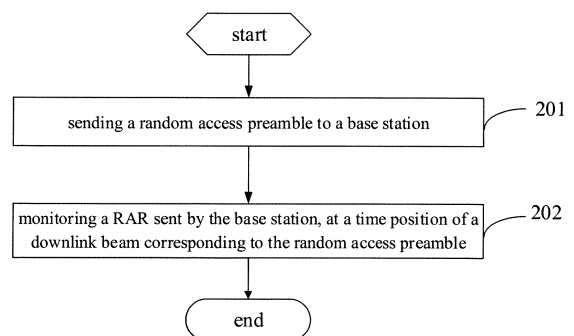 start
sending a random access preamble to a base station
201
monitoring a RAR sent by the base station, at a time position of a
downlink beam corresponding to the random access preamble
202
end